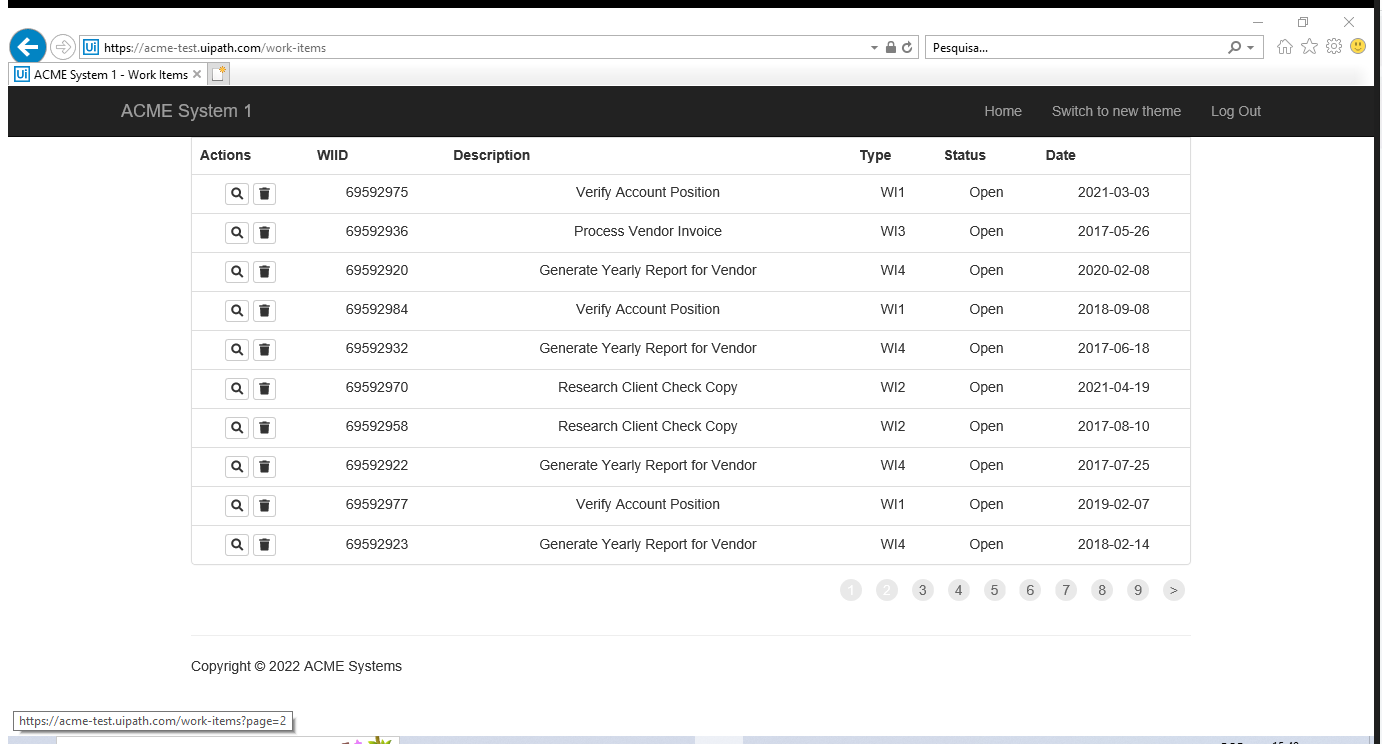 https://acme-test.uipath.com/work-items
Pesquisa...
Ui ACME System 1 - Work Items
ACME System 1 Home Switch to new theme Log Out
Actions WIID Description Type Status Date
69592975 Verify Account Position WI1 Open 2021-03-03
69592936 Process Vendor Invoice WI3 Open 2017-05-26
69592920 Generate Yearly Report for Vendor WI4 Open 2020-02-08
69592984 Verify Account Position WI1 Open 2018-09-08
69592932 Generate Yearly Report for Vendor WI4 Open 2017-06-18
69592970 Research Client Check Copy WI2 Open 2021-04-19
69592958 Research Client Check Copy WI2 Open 2017-08-10
69592922 Generate Yearly Report for Vendor WI4 Open 2017-07-25
69592977 Verify Account Position WI1 Open 2019-02-07
69592923 Generate Yearly Report for Vendor WI4 Open 2018-02-14
1 2 3 4 5 6 7 8 9 >
Copyright © 2022 ACME Systems
https://acme-test.uipath.com/work-items?page=2